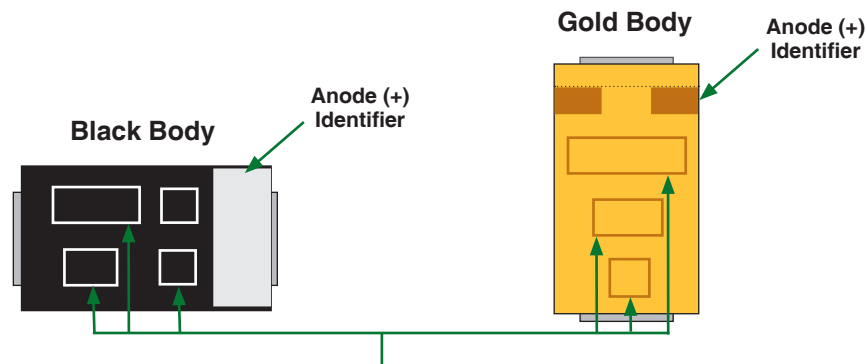 Gold Body
Anode (+)
Identifier
Anode (+)
Identifier
Black Body